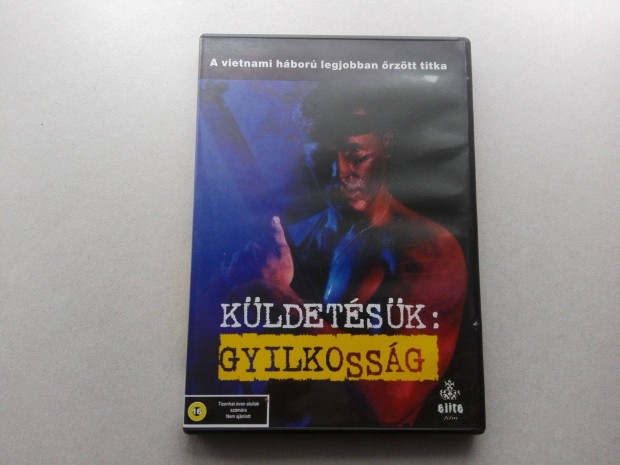 A vietnami háború legjobban őrzött titka
KÜLDETÉSÜK:
GYILKOSSÁG
16
Tizenhat éven aluliak
számára
Nem ajánlott
elite
film